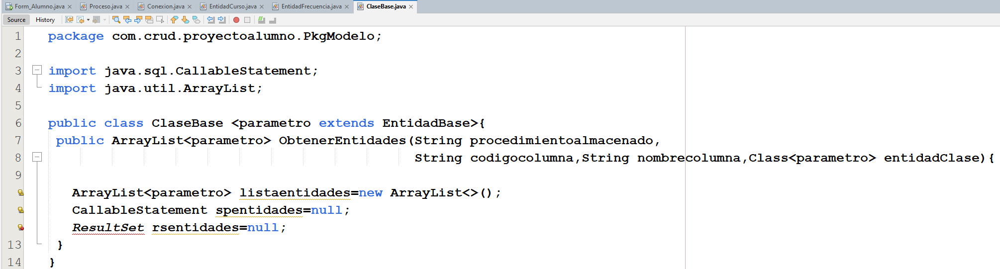 Form_Alumno.java × Proceso.java × Conexion.java × EntidadCurso.java × EntidadFrecuencia.java × ClaseBase.java ×
Source History
1 package com.crud.proyectoalumno.PkgModelo;
2
3 import java.sql.CallableStatement;
4 import java.util.ArrayList;
5
6 public class ClaseBase <parametro extends EntidadBase>{
7 public ArrayList<parametro> ObtenerEntidades(String procedimientoalmacenado,
8 String codigocolumna,String nombrecolumna,Class<parametro> entidadClase){
9
ArrayList<parametro> listaentidades=new ArrayList<>();
CallableStatement spentidades=null;
ResultSet rsentidades=null;
13 }
14 }